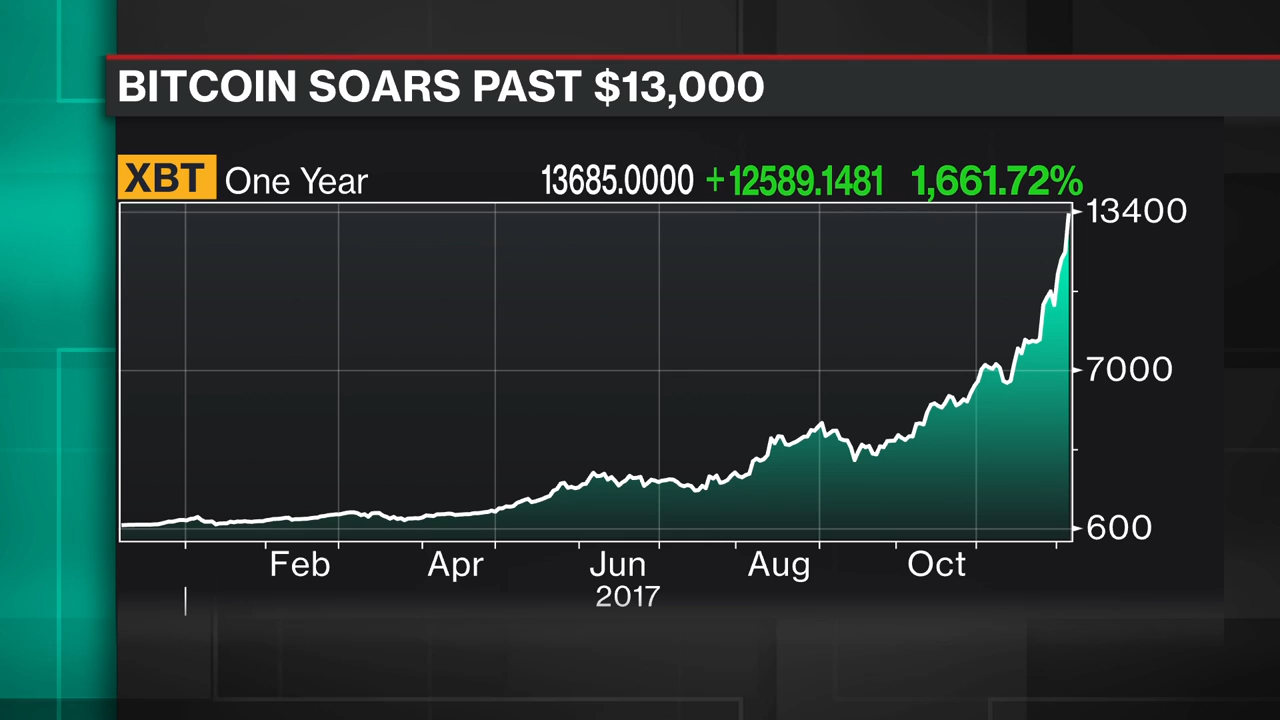 BITCOIN SOARS PAST $13,000
XBT One Year 13685.0000 +12589.1481 1,661.72%
13400
7000
600
Feb Apr Jun Aug Oct
2017